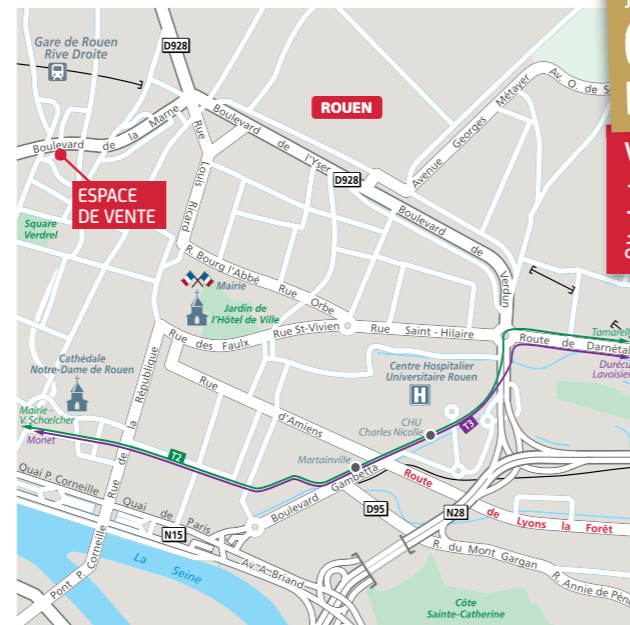 Gare de Rouen
Rive Droite
D928
ROUEN
Av. O. de S
Avenue Georges Métayer
Boulevard de la Marne
Boulevard de l'Yser
D928
Rue Louis Ricard
ESPACE
DE VENTE
Boulevard de Verdun
Square
Verdrel
R. Bourg l'Abbé
Rue Orbe
Mairie
Jardin de
l'Hôtel de Ville
Rue St-Vivien
Rue Saint - Hilaire
Route de Darnétal
Tamarelle
Durécu
Lavoisier
Rue des Faulx
Cathédale
Notre-Dame de Rouen
Centre Hospitalier
Universitaire Rouen
H
Rue de la République
Rue d'Amiens
Mairie -
V.Schœlcher
Monet
CHU
Charles Nicolle
T3
T2
Martainville
Boulevard Gambetta
Quai P. Corneille
Quai de Paris
N15
D95
N28
Route de Lyons la Forêt
R. du Mont Gargan
R. Annie de Pène
La Seine
Pont P. Corneille
Av. A. Briand
Côte
Sainte-Catherine